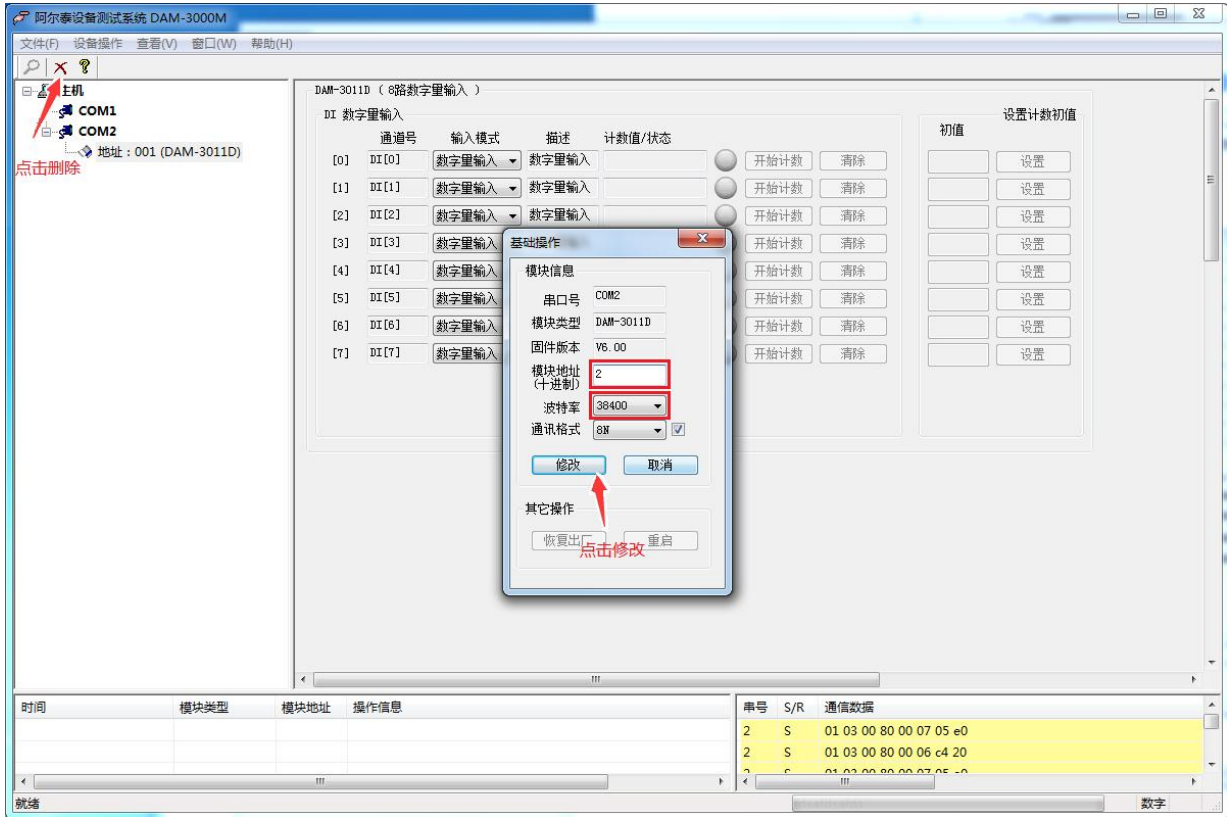 阿尔泰设备测试系统 DAM-3000M
文件(F) 设备操作 查看(V) 窗口(W) 帮助(H)
主机
COM1
COM2
地址：001 (DAM-3011D)
点击删除
DAM-3011D ( 8路数字量输入 )
DI 数字量输入
设置计数初值
通道号 输入模式 描述 计数值/状态 初值
[0] DI[0] 数字量输入 数字量输入 开始计数 清除 设置
[1] DI[1] 数字量输入 数字量输入 开始计数 清除 设置
[2] DI[2] 数字量输入 数字量输入 开始计数 清除 设置
[3] DI[3] 数字量输入 开始计数 清除 设置
[4] DI[4] 数字量输入 开始计数 清除 设置
[5] DI[5] 数字量输入 开始计数 清除 设置
[6] DI[6] 数字量输入 开始计数 清除 设置
[7] DI[7] 数字量输入 开始计数 清除 设置
基础操作
模块信息
串口号 COM2
模块类型 DAM-3011D
固件版本 V6.00
模块地址 2
(十进制)
波特率 38400
通讯格式 8N
修改 取消
其它操作
恢复出厂 重启
点击修改
时间 模块类型 模块地址 操作信息
串号 S/R 通信数据
2 S 01 03 00 80 00 07 05 e0
2 S 01 03 00 80 00 06 c4 20
2 S 01 03 00 80 00 07 05 e0
就绪 数字